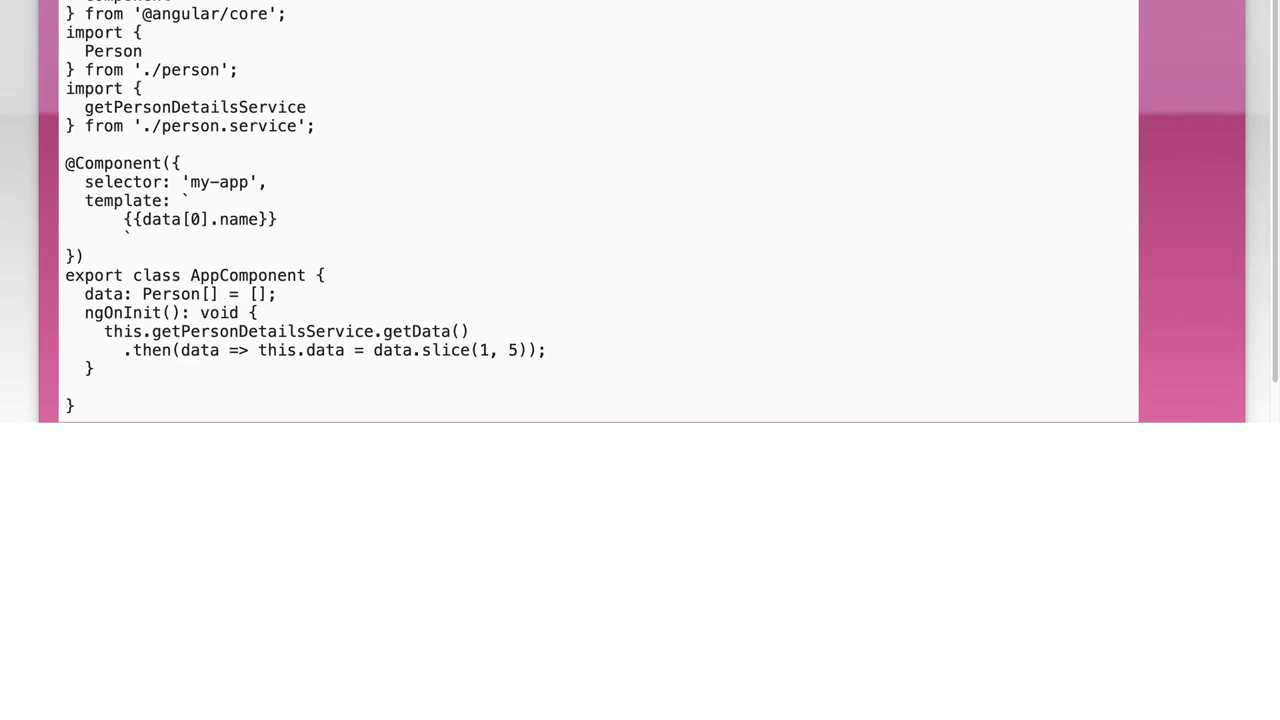 } from '@angular/core';
import {
  Person
} from './person';
import {
  getPersonDetailsService
} from './person.service';

@Component({
  selector: 'my-app',
  template: `
      {{data[0].name}}
      `
})
export class AppComponent {
  data: Person[] = [];
  ngOnInit(): void {
    this.getPersonDetailsService.getData()
      .then(data => this.data = data.slice(1, 5));
  }

}